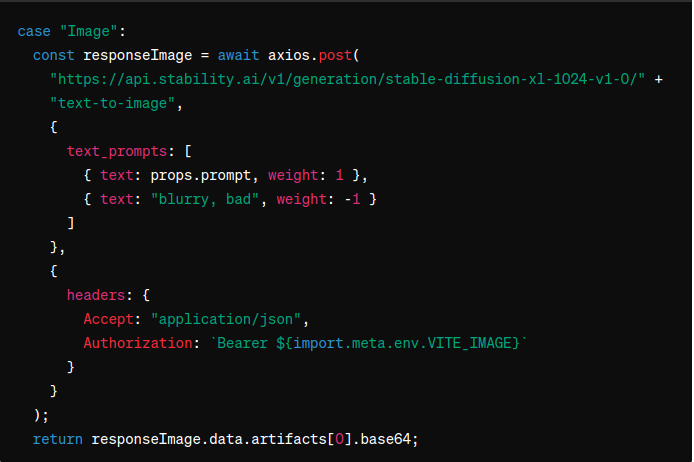 case "Image":
  const responseImage = await axios.post(
    "https://api.stability.ai/v1/generation/stable-diffusion-xl-1024-v1-0/" +
    "text-to-image",
    {
      text_prompts: [
        { text: props.prompt, weight: 1 },
        { text: "blurry, bad", weight: -1 }
      ]
    },
    {
      headers: {
        Accept: "application/json",
        Authorization: `Bearer ${import.meta.env.VITE_IMAGE}`
      }
    }
  );
  return responseImage.data.artifacts[0].base64;